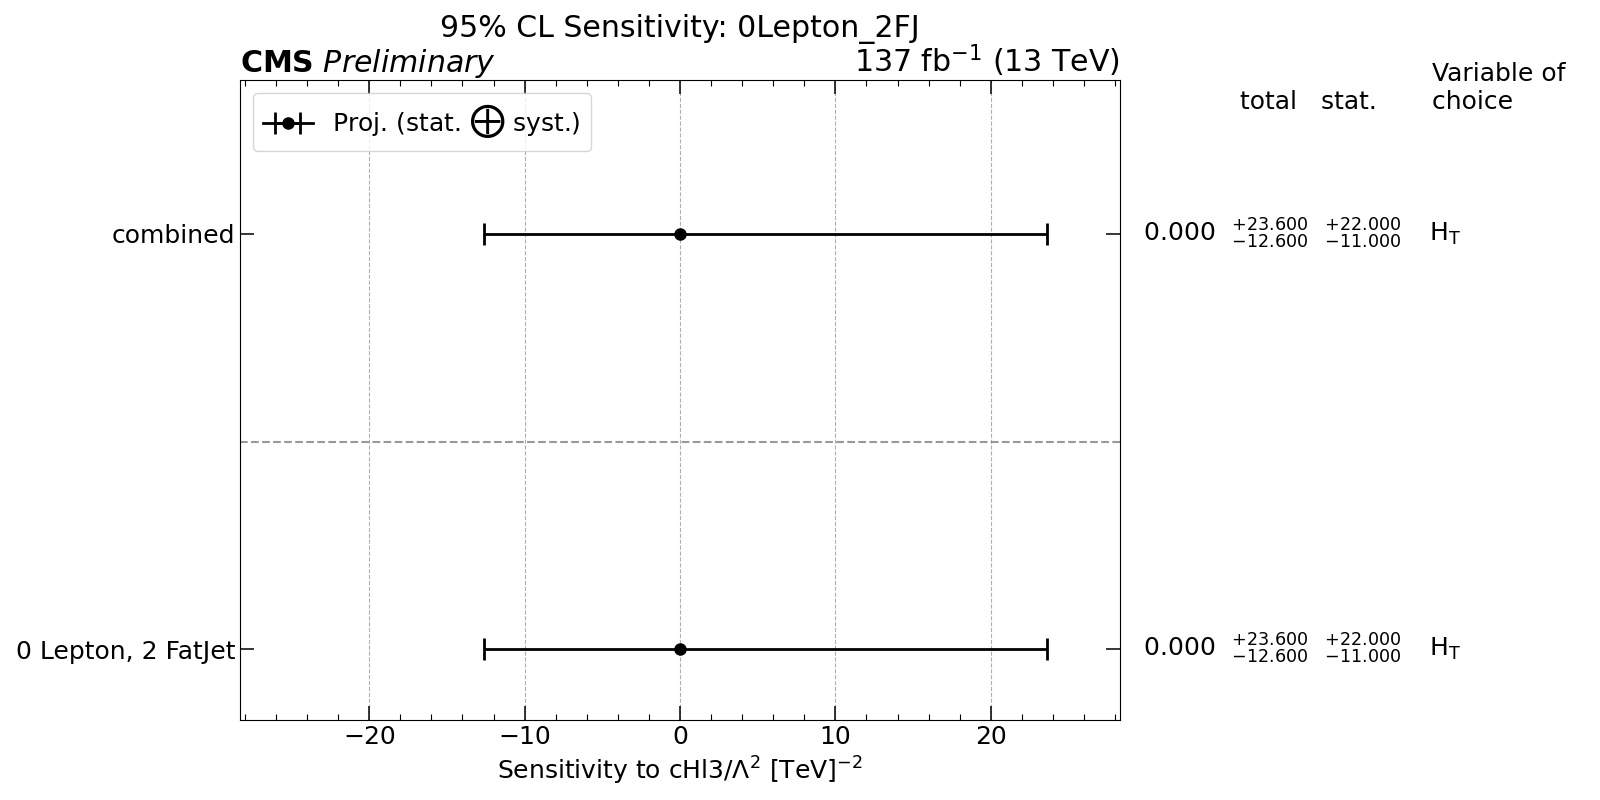 95% CL Sensitivity: 0Lepton_2FJ
CMS Preliminary 137 fb⁻¹ (13 TeV)
total stat. Variable of
choice
Proj. (stat. ⊕ syst.)
combined 0.000 +23.600 −12.600 +22.000 −11.000 H_T
0 Lepton, 2 FatJet 0.000 +23.600 −12.600 +22.000 −11.000 H_T
−20 −10 0 10 20
Sensitivity to cHl3/Λ² [TeV]⁻²